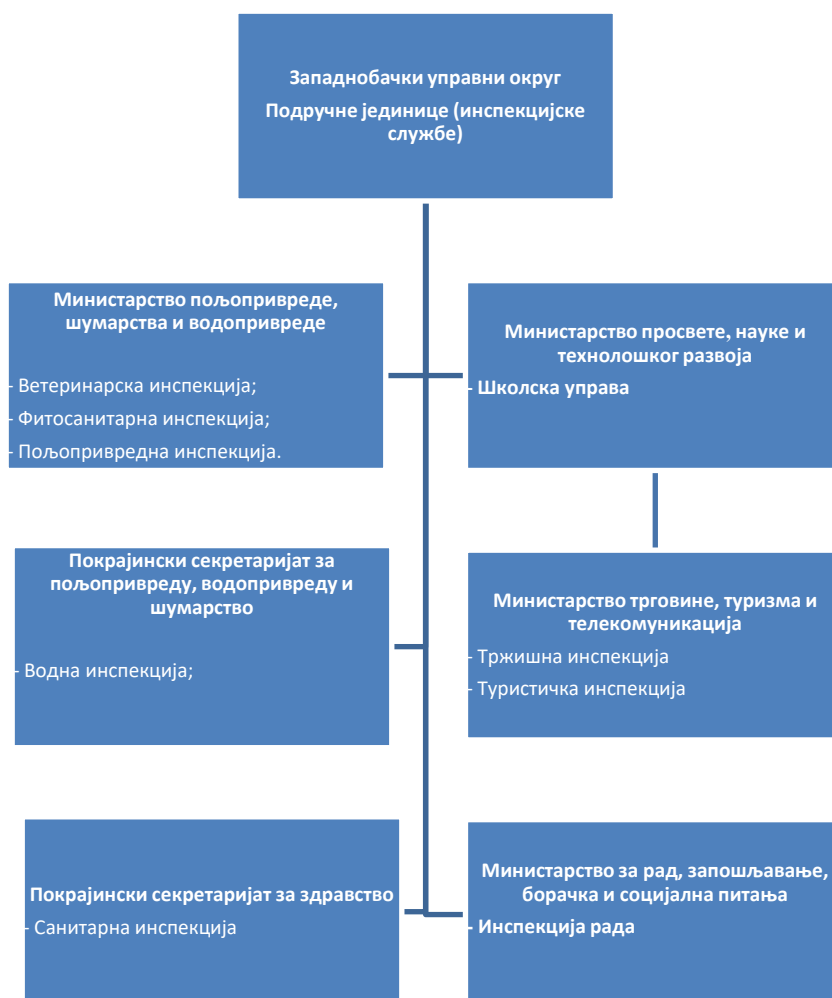 Западнобачки управни округ
Подручне јединице (инспекцијске
службе)
Министарство пољопривреде,
шумарства и водопривреде
- Ветеринарска инспекција;
- Фитосанитарна инспекција;
- Пољопривредна инспекција.
Министарство просвете, науке и
технолошког развоја
- Школска управа
Покрајински секретаријат за
пољопривреду, водопривреду и
шумарство
- Водна инспекција;
Министарство трговине, туризма и
телекомуникација
- Тржишна инспекција
- Туристичка инспекција
Покрајински секретаријат за здравство
- Санитарна инспекција
Министарство за рад, запошљавање,
борачка и социјална питања
- Инспекција рада